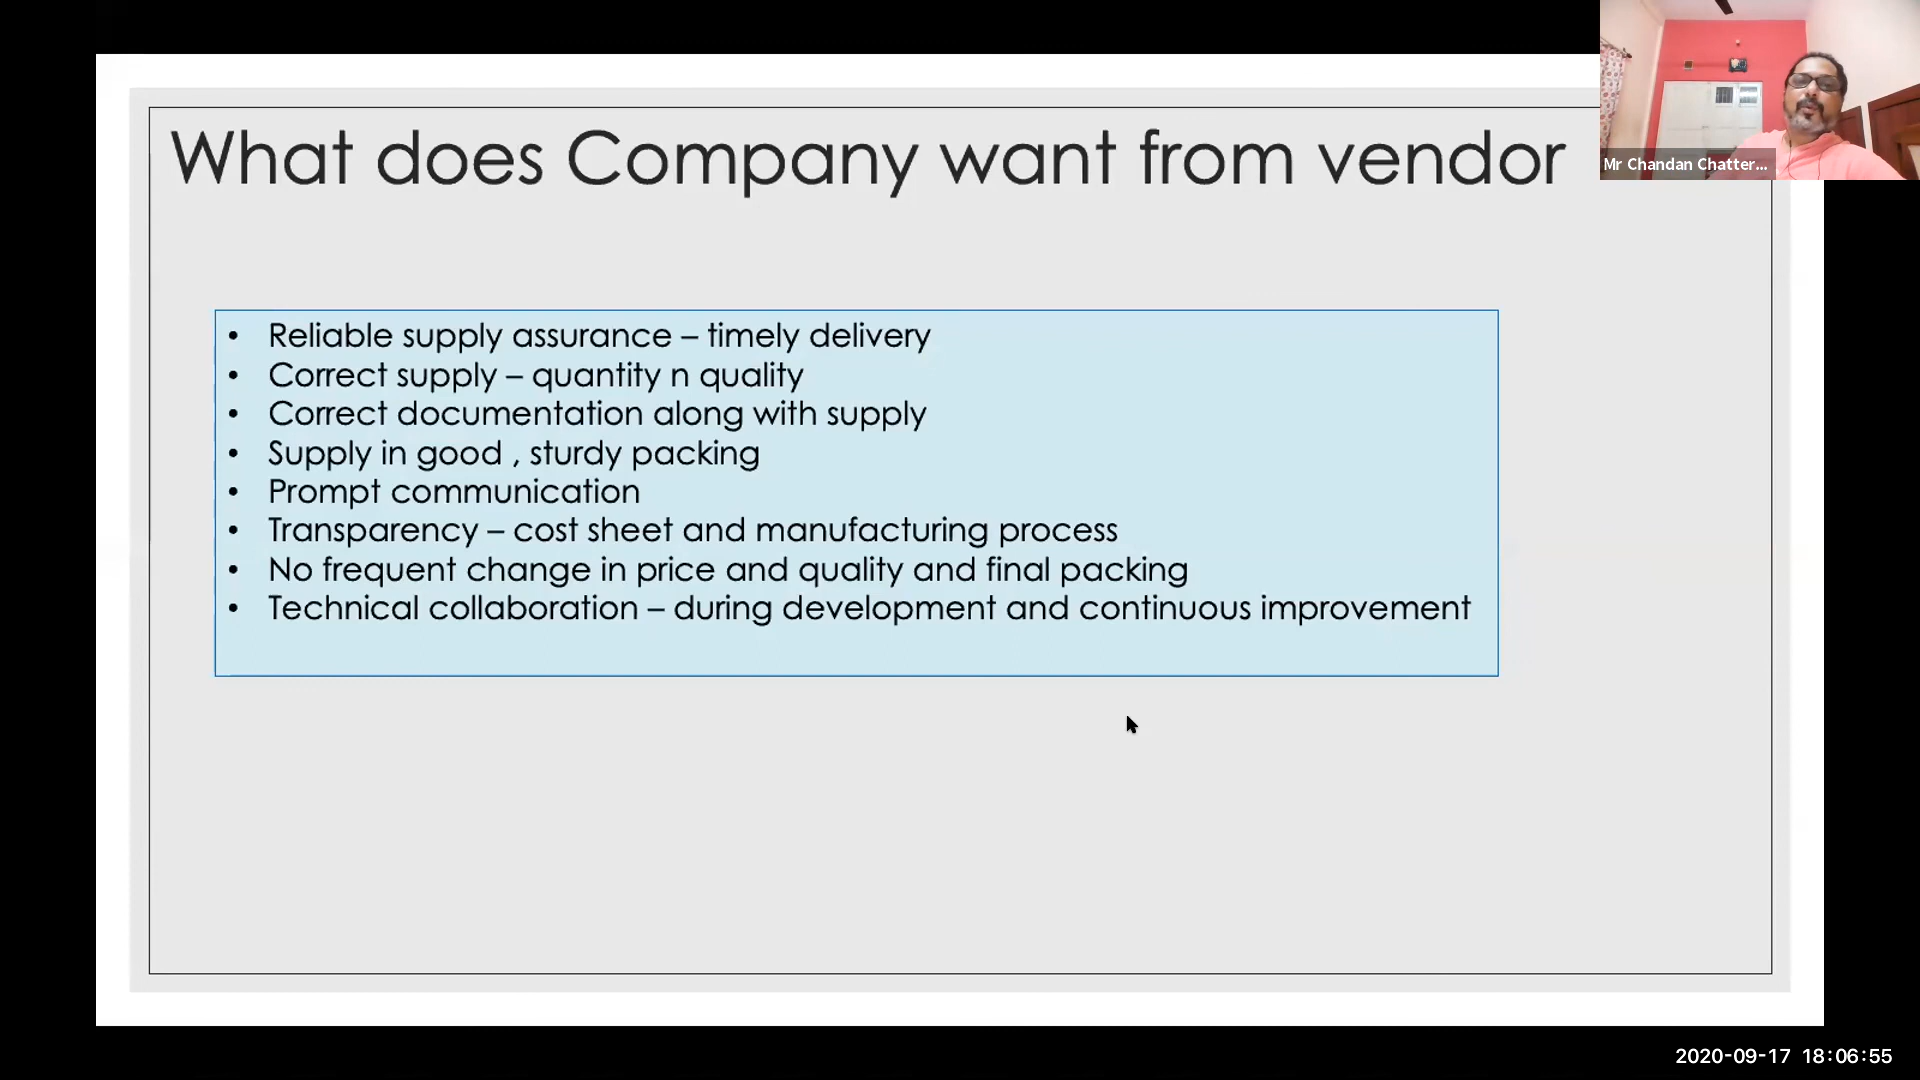 What does Company want from vendor
Mr Chandan Chatter...
• Reliable supply assurance – timely delivery
• Correct supply – quantity n quality
• Correct documentation along with supply
• Supply in good , sturdy packing
• Prompt communication
• Transparency – cost sheet and manufacturing process
• No frequent change in price and quality and final packing
• Technical collaboration – during development and continuous improvement
2020-09-17 18:06:55